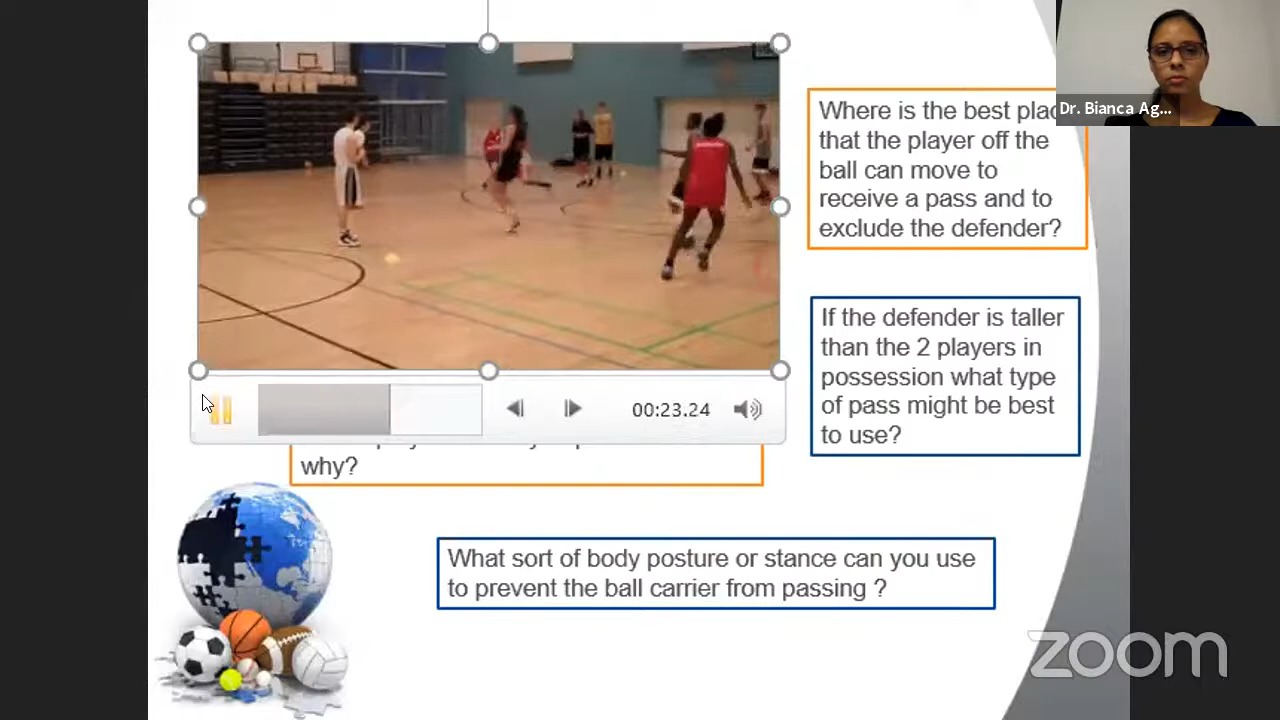 Dr. Bianca Ag...
Where is the best plac
that the player off the
ball can move to
receive a pass and to
exclude the defender?
If the defender is taller
than the 2 players in
possession what type
of pass might be best
to use?
00:23.24
why?
What sort of body posture or stance can you use
to prevent the ball carrier from passing ?
zoom